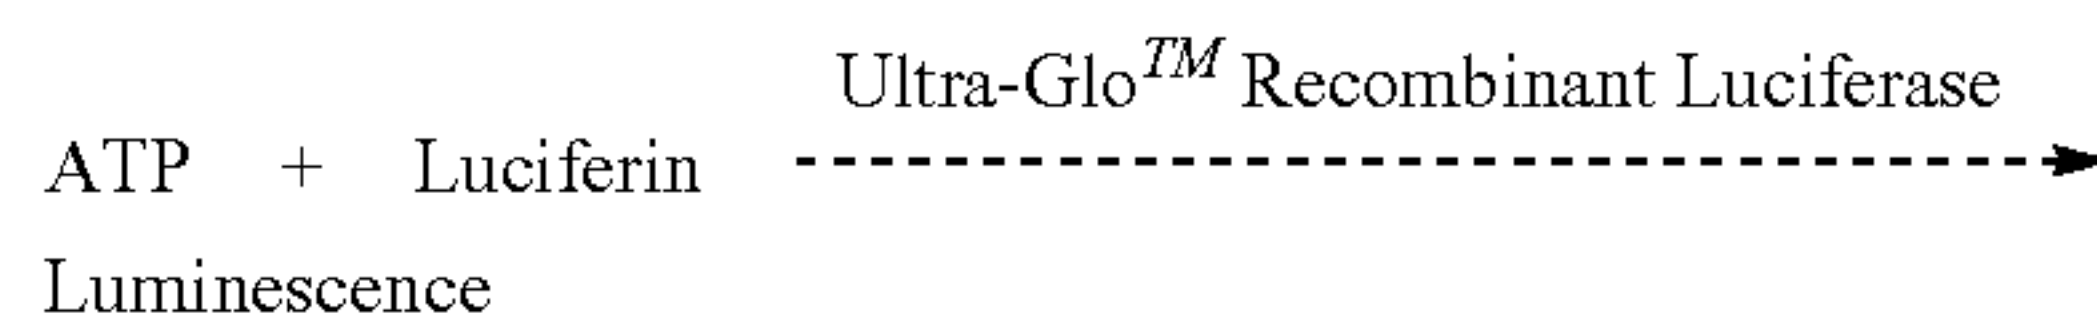 Ultra-Glo™ Recombinant Luciferase
ATP + Luciferin
Luminescence